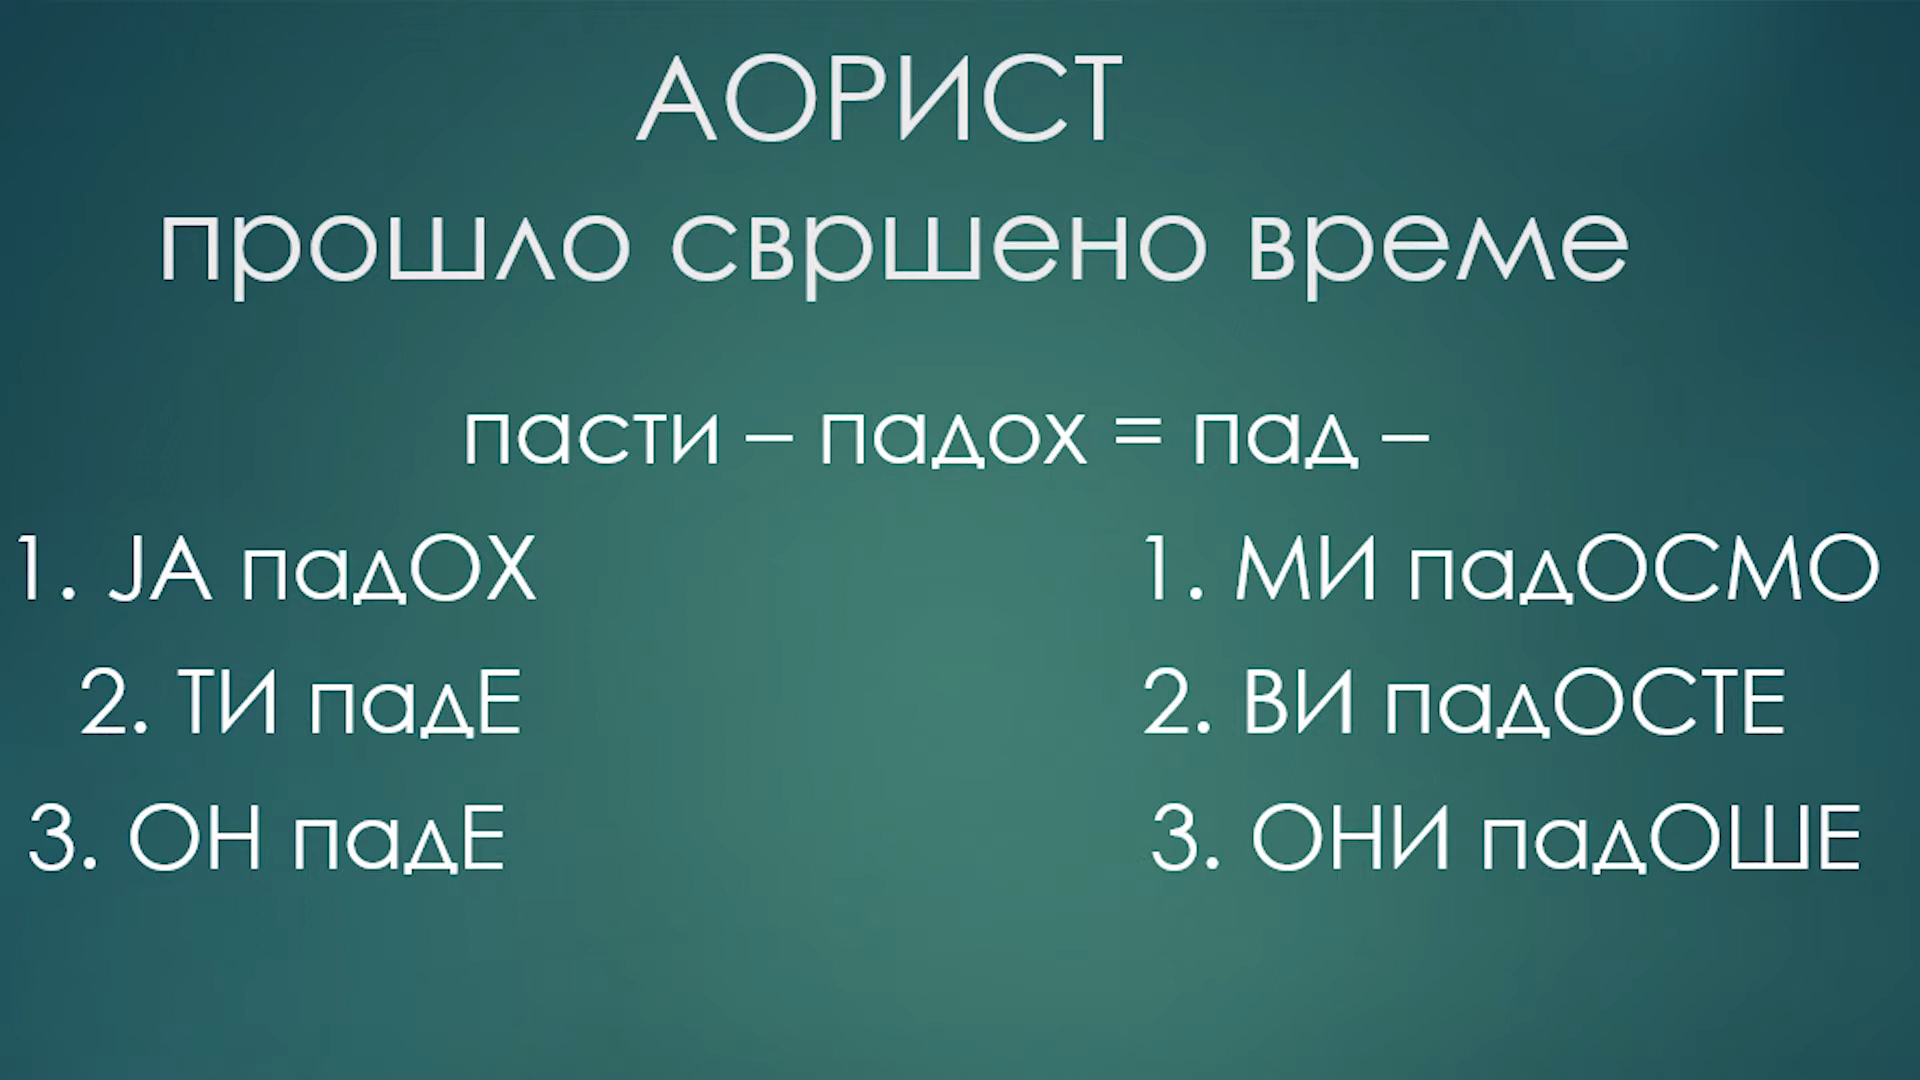 АОРИСТ
прошло свршено време
пасти – падох = пад –
1. ЈА падОХ
2. ТИ падЕ
3. ОН падЕ
1. МИ падОСМО
2. ВИ падОСТЕ
3. ОНИ падОШЕ